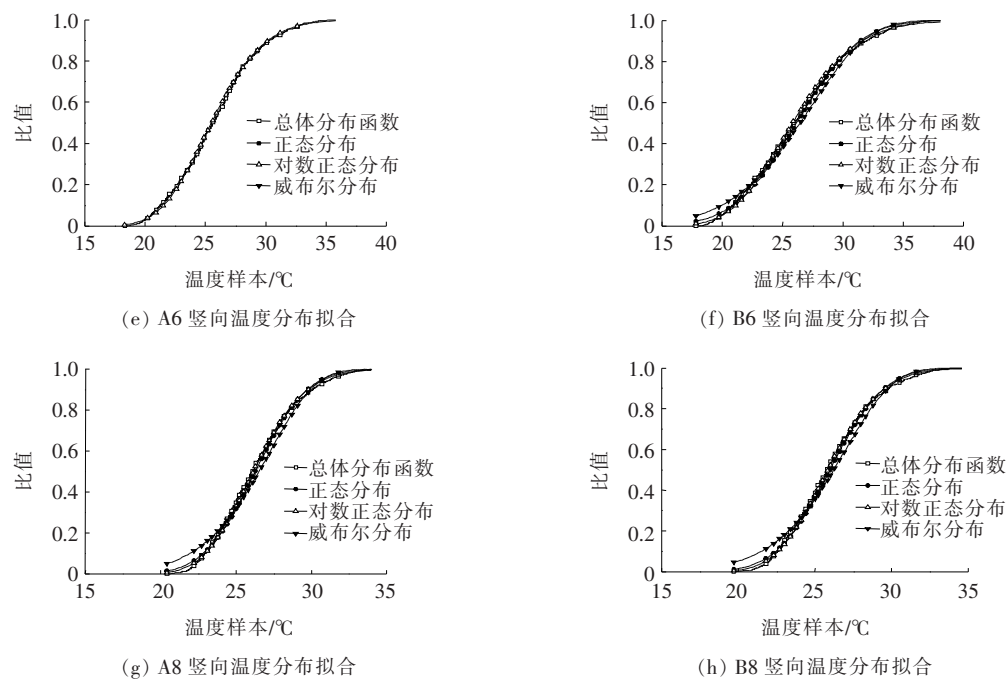 1.0
0.8
0.6
0.4
0.2
0
比值
总体分布函数
正态分布
对数正态分布
威布尔分布
15 20 25 30 35 40
温度样本/℃
(e) A6 竖向温度分布拟合
1.0
0.8
0.6
0.4
0.2
0
比值
总体分布函数
正态分布
对数正态分布
威布尔分布
15 20 25 30 35 40
温度样本/℃
(f) B6 竖向温度分布拟合
1.0
0.8
0.6
0.4
0.2
0
比值
总体分布函数
正态分布
对数正态分布
威布尔分布
15 20 25 30 35
温度样本/℃
(g) A8 竖向温度分布拟合
1.0
0.8
0.6
0.4
0.2
0
比值
总体分布函数
正态分布
对数正态分布
威布尔分布
15 20 25 30 35
温度样本/℃
(h) B8 竖向温度分布拟合